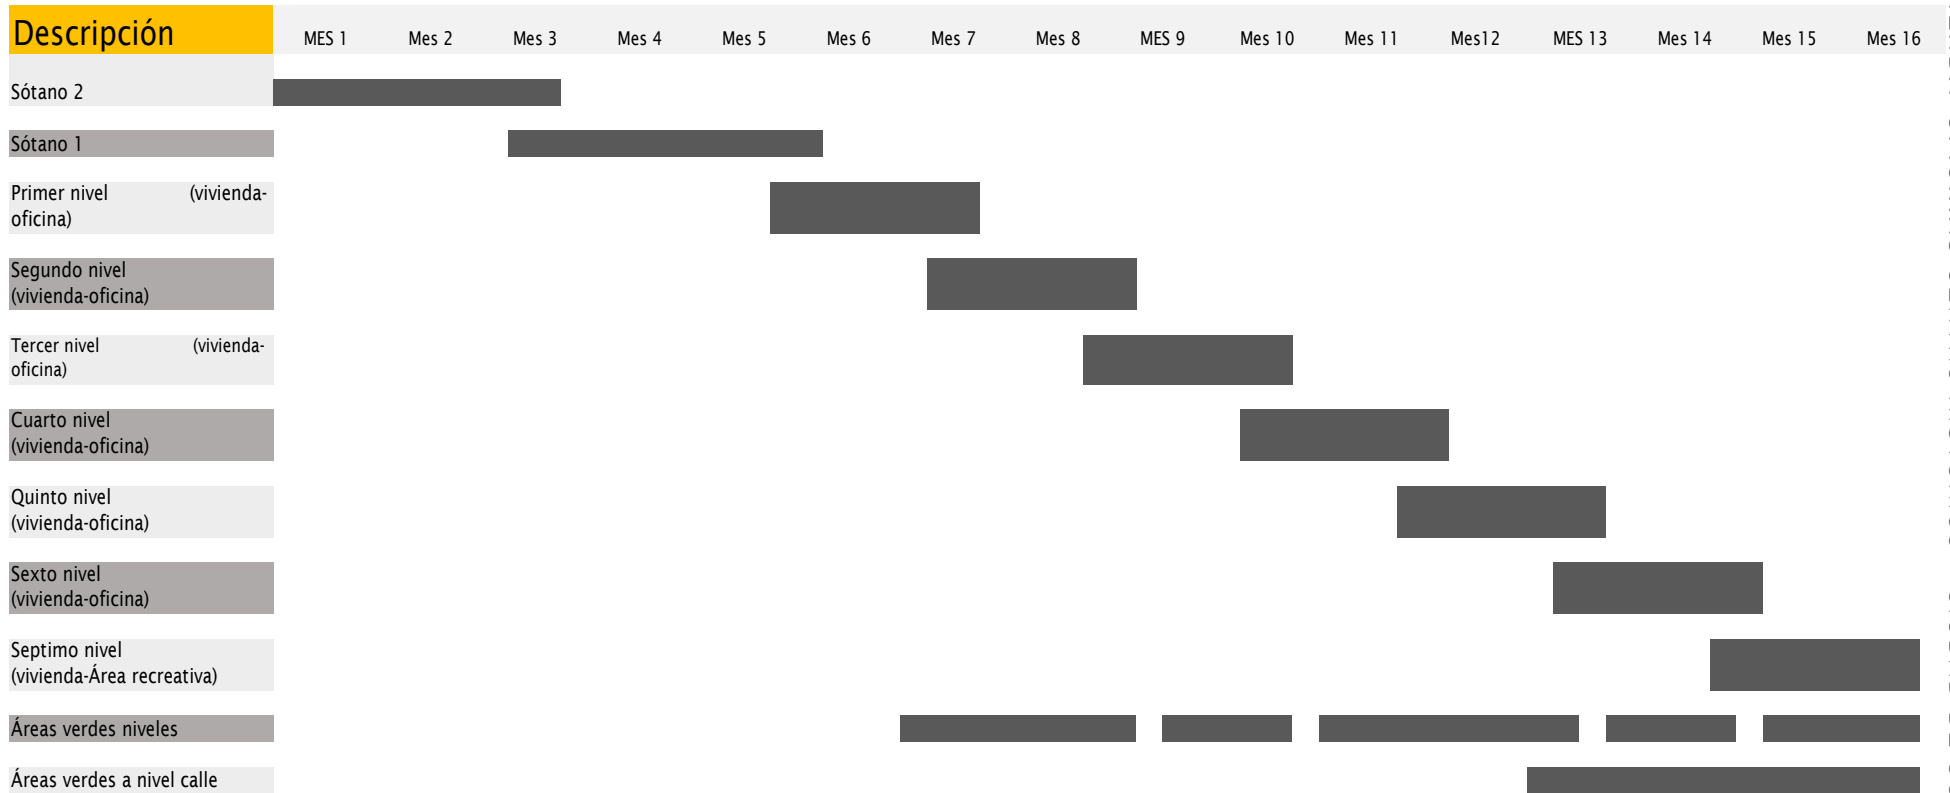 Descripción MES 1 Mes 2 Mes 3 Mes 4 Mes 5 Mes 6 Mes 7 Mes 8 MES 9 Mes 10 Mes 11 Mes12 MES 13 Mes 14 Mes 15 Mes 16
Sótano 2
Sótano 1
Primer nivel (vivienda-
oficina)
Segundo nivel
(vivienda-oficina)
Tercer nivel (vivienda-
oficina)
Cuarto nivel
(vivienda-oficina)
Quinto nivel
(vivienda-oficina)
Sexto nivel
(vivienda-oficina)
Septimo nivel
(vivienda-Área recreativa)
Áreas verdes niveles
Áreas verdes a nivel calle